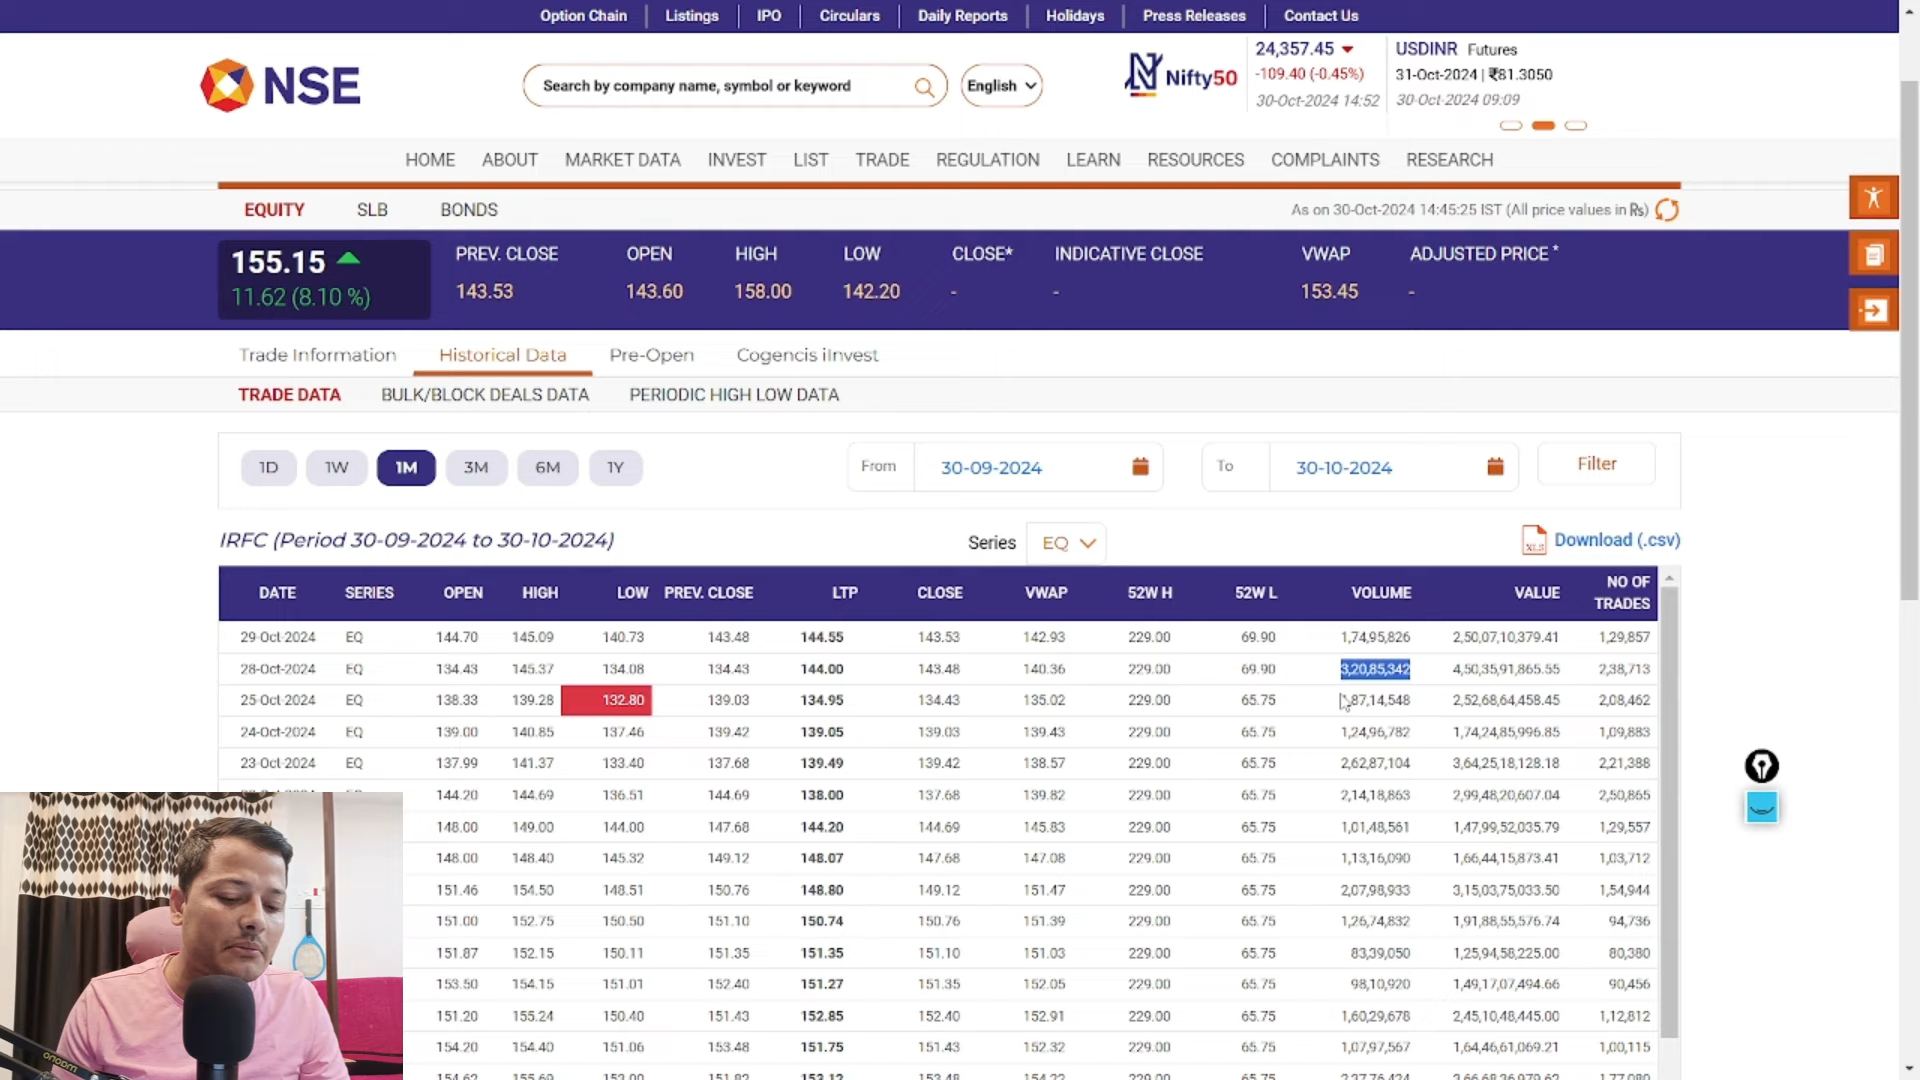 Option Chain Listings IPO Circulars Daily Reports Holidays Press Releases Contact Us
NSE
Search by company name, symbol or keyword
English
Nifty50
24,357.45
-109.40 (-0.45%)
30-Oct-2024 14:52
USDINR Futures
31-Oct-2024 | ₹81.3050
30-Oct-2024 09:09
HOME ABOUT MARKET DATA INVEST LIST TRADE REGULATION LEARN RESOURCES COMPLAINTS RESEARCH
EQUITY SLB BONDS
As on 30-Oct-2024 14:45:25 IST (All price values in ₨)
155.15
11.62 (8.10 %)
PREV. CLOSE OPEN HIGH LOW CLOSE* INDICATIVE CLOSE VWAP ADJUSTED PRICE *
143.53 143.60 158.00 142.20 - - 153.45 -
Trade Information Historical Data Pre-Open Cogencis iInvest
TRADE DATA BULK/BLOCK DEALS DATA PERIODIC HIGH LOW DATA
1D 1W 1M 3M 6M 1Y
From 30-09-2024 To 30-10-2024 Filter
IRFC (Period 30-09-2024 to 30-10-2024)
Series EQ
XLS Download (.csv)
DATE SERIES OPEN HIGH LOW PREV. CLOSE LTP CLOSE VWAP 52W H 52W L VOLUME VALUE NO OF TRADES
29-Oct-2024 EQ 144.70 145.09 140.73 143.48 144.55 143.53 142.93 229.00 69.90 1,74,95,826 2,50,07,10,379.41 1,29,857
28-Oct-2024 EQ 134.43 145.37 134.08 134.43 144.00 143.48 140.36 229.00 69.90 3,20,85,342 4,50,35,91,865.55 2,38,713
25-Oct-2024 EQ 138.33 139.28 132.80 139.03 134.95 134.43 135.02 229.00 65.75 87,14,548 2,52,68,64,458.45 2,08,462
24-Oct-2024 EQ 139.00 140.85 137.46 139.42 139.05 139.03 139.43 229.00 65.75 1,24,96,782 1,74,24,85,996.85 1,09,883
23-Oct-2024 EQ 137.99 141.37 133.40 137.68 139.49 139.42 138.57 229.00 65.75 2,62,87,104 3,64,25,18,128.18 2,21,388
144.20 144.69 136.51 144.69 138.00 137.68 139.82 229.00 65.75 2,14,18,863 2,99,48,20,607.04 2,50,865
148.00 149.00 144.00 147.68 144.20 144.69 145.83 229.00 65.75 1,01,48,561 1,47,99,52,035.79 1,29,557
148.00 148.40 145.32 149.12 148.07 147.68 147.08 229.00 65.75 1,13,16,090 1,66,44,15,873.41 1,03,712
151.46 154.50 148.51 150.76 148.80 149.12 151.47 229.00 65.75 2,07,98,933 3,15,03,75,033.50 1,54,944
151.00 152.75 150.50 151.10 150.74 150.76 151.39 229.00 65.75 1,26,74,832 1,91,88,55,576.74 94,736
151.87 152.15 150.11 151.35 151.35 151.10 151.03 229.00 65.75 83,39,050 1,25,94,58,225.00 80,380
153.50 154.15 151.01 152.40 151.27 151.35 152.05 229.00 65.75 98,10,920 1,49,17,07,494.66 90,456
151.20 155.24 150.40 151.43 152.85 152.40 152.91 229.00 65.75 1,60,29,678 2,45,10,48,445.00 1,12,812
154.20 154.40 151.06 153.48 151.75 151.43 152.32 229.00 65.75 1,07,97,567 1,64,46,61,069.21 1,00,115
maono